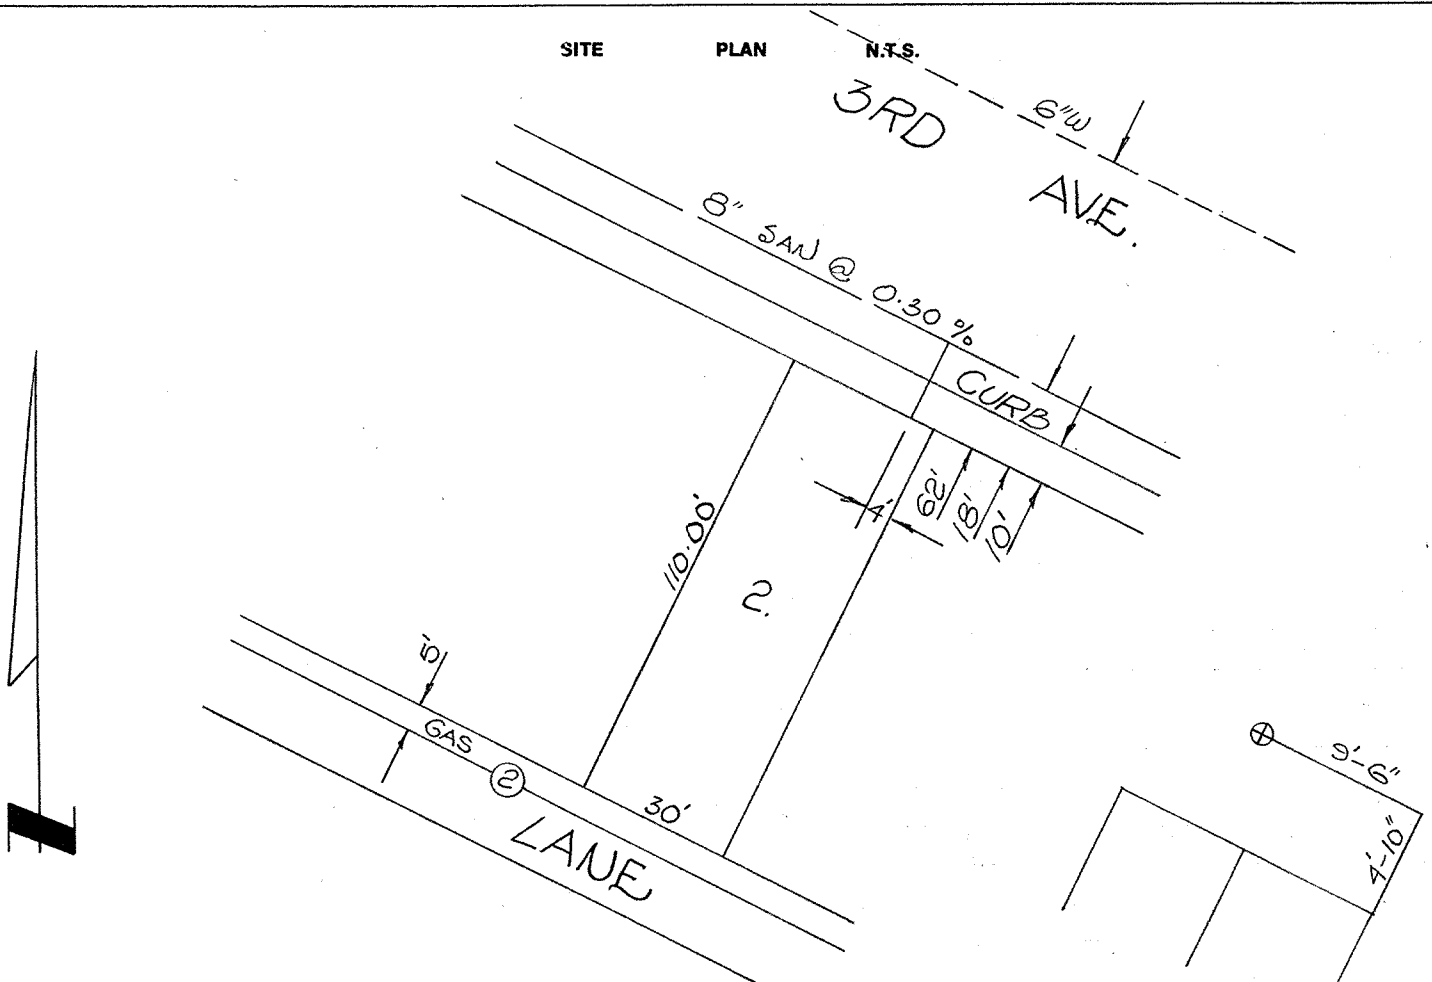 SITE PLAN N.T.S.
3RD AVE.
6"W
8" SAN @ 0.30 %
CURB
62'
18'
10'
4'
110.00'
2.
5'
GAS
2
30'
LANE
9'-6"
4'-10"